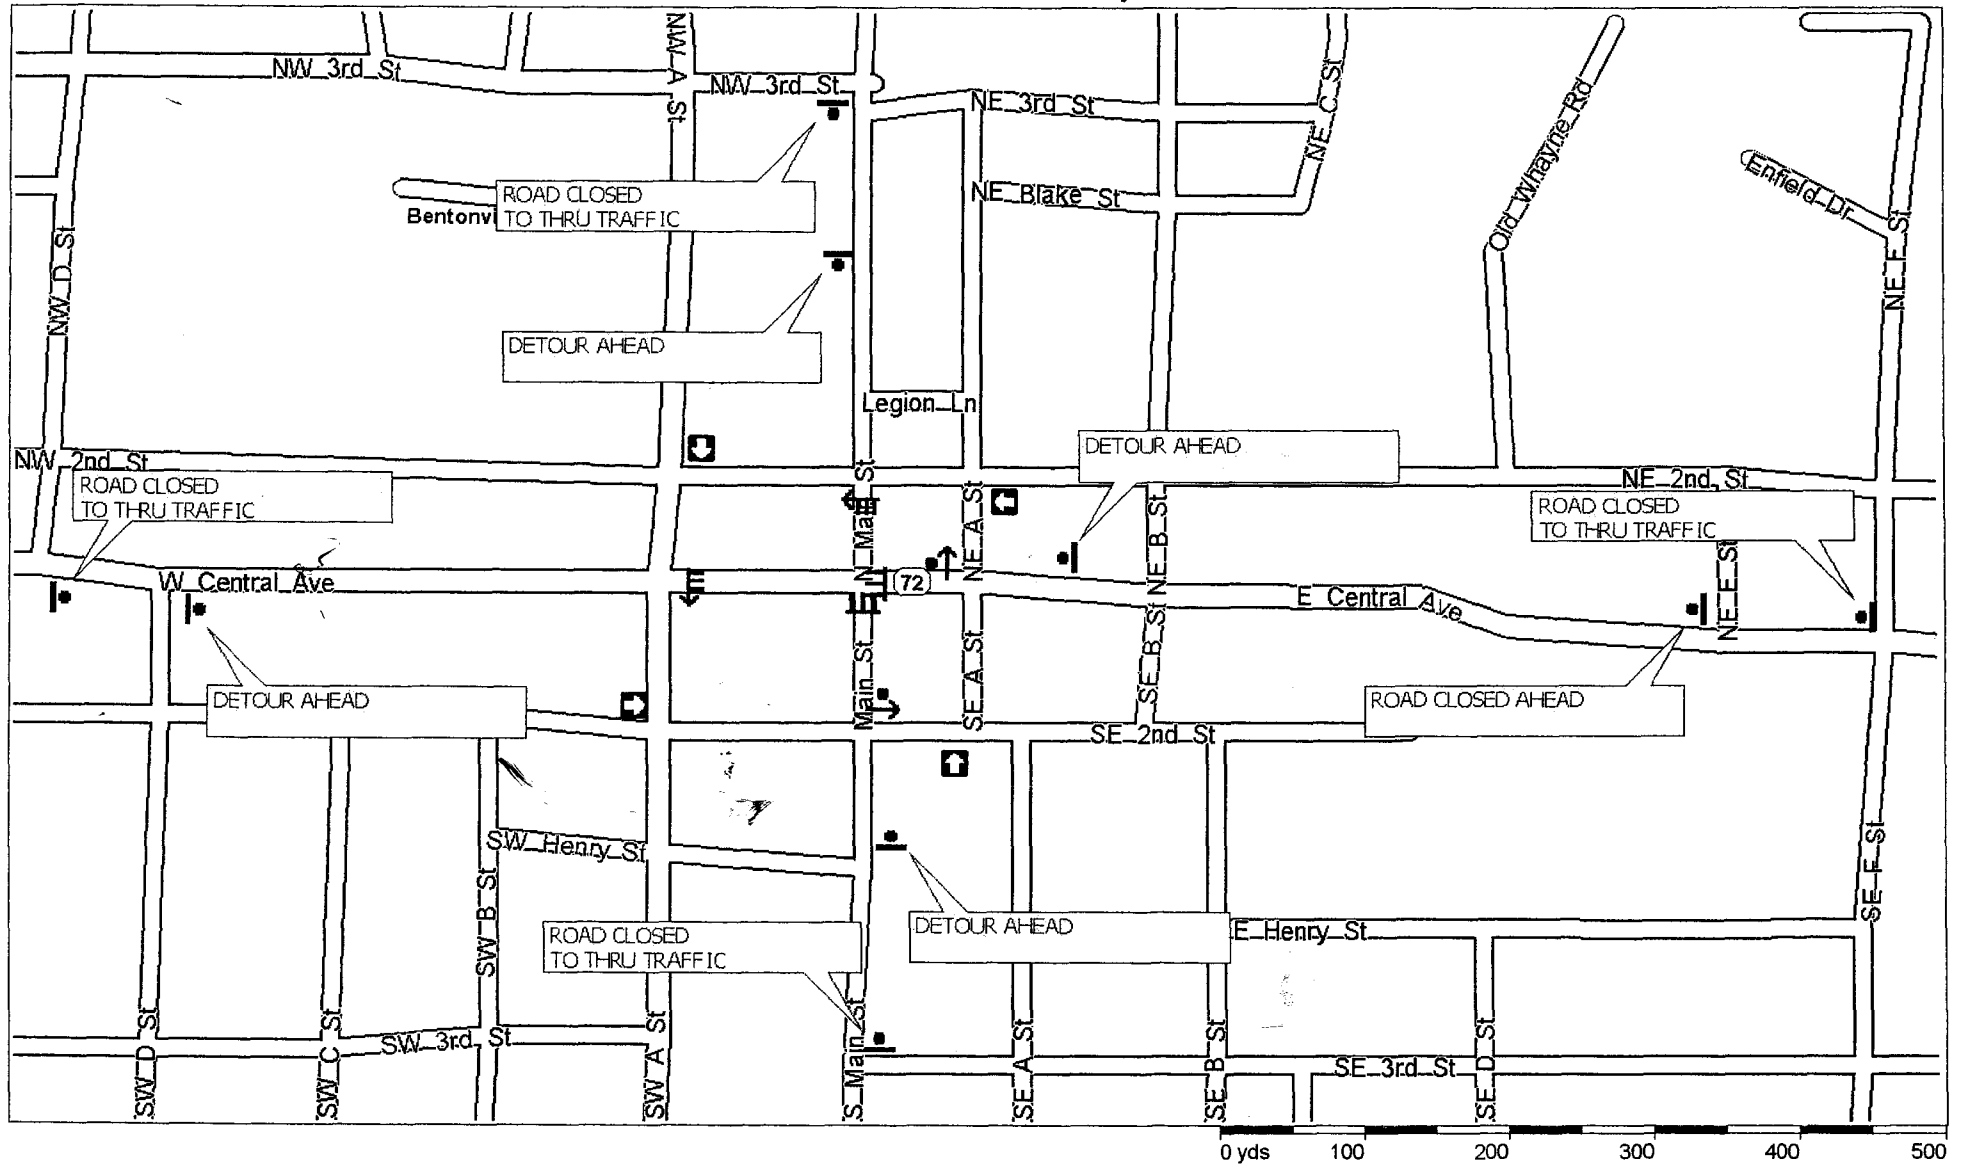 NW 3rd St
NW A St
NW 3rd St
NE 3rd St
NE C St
Old Whayne Rd
Enfield Dr
NE F St
ROAD CLOSED
TO THRU TRAFFIC
Bentonvi
NE Blake St
NW D St
DETOUR AHEAD
Legion Ln
DETOUR AHEAD
NW 2nd St
ROAD CLOSED
TO THRU TRAFFIC
NE 2nd St
ROAD CLOSED
TO THRU TRAFFIC
N Main St
NE A St
NE B St
NE E St
W Central Ave
72
E Central Ave
DETOUR AHEAD
Main St
SE A St
SE B St
ROAD CLOSED AHEAD
SE 2nd St
SW Henry St
SW B St
SE F St
DETOUR AHEAD
E Henry St
ROAD CLOSED
TO THRU TRAFFIC
SW D St
SW C St
SW 3rd St
SW A St
S Main St
SE A St
SE B St
SE 3rd St
SE D St
0 yds 100 200 300 400 500